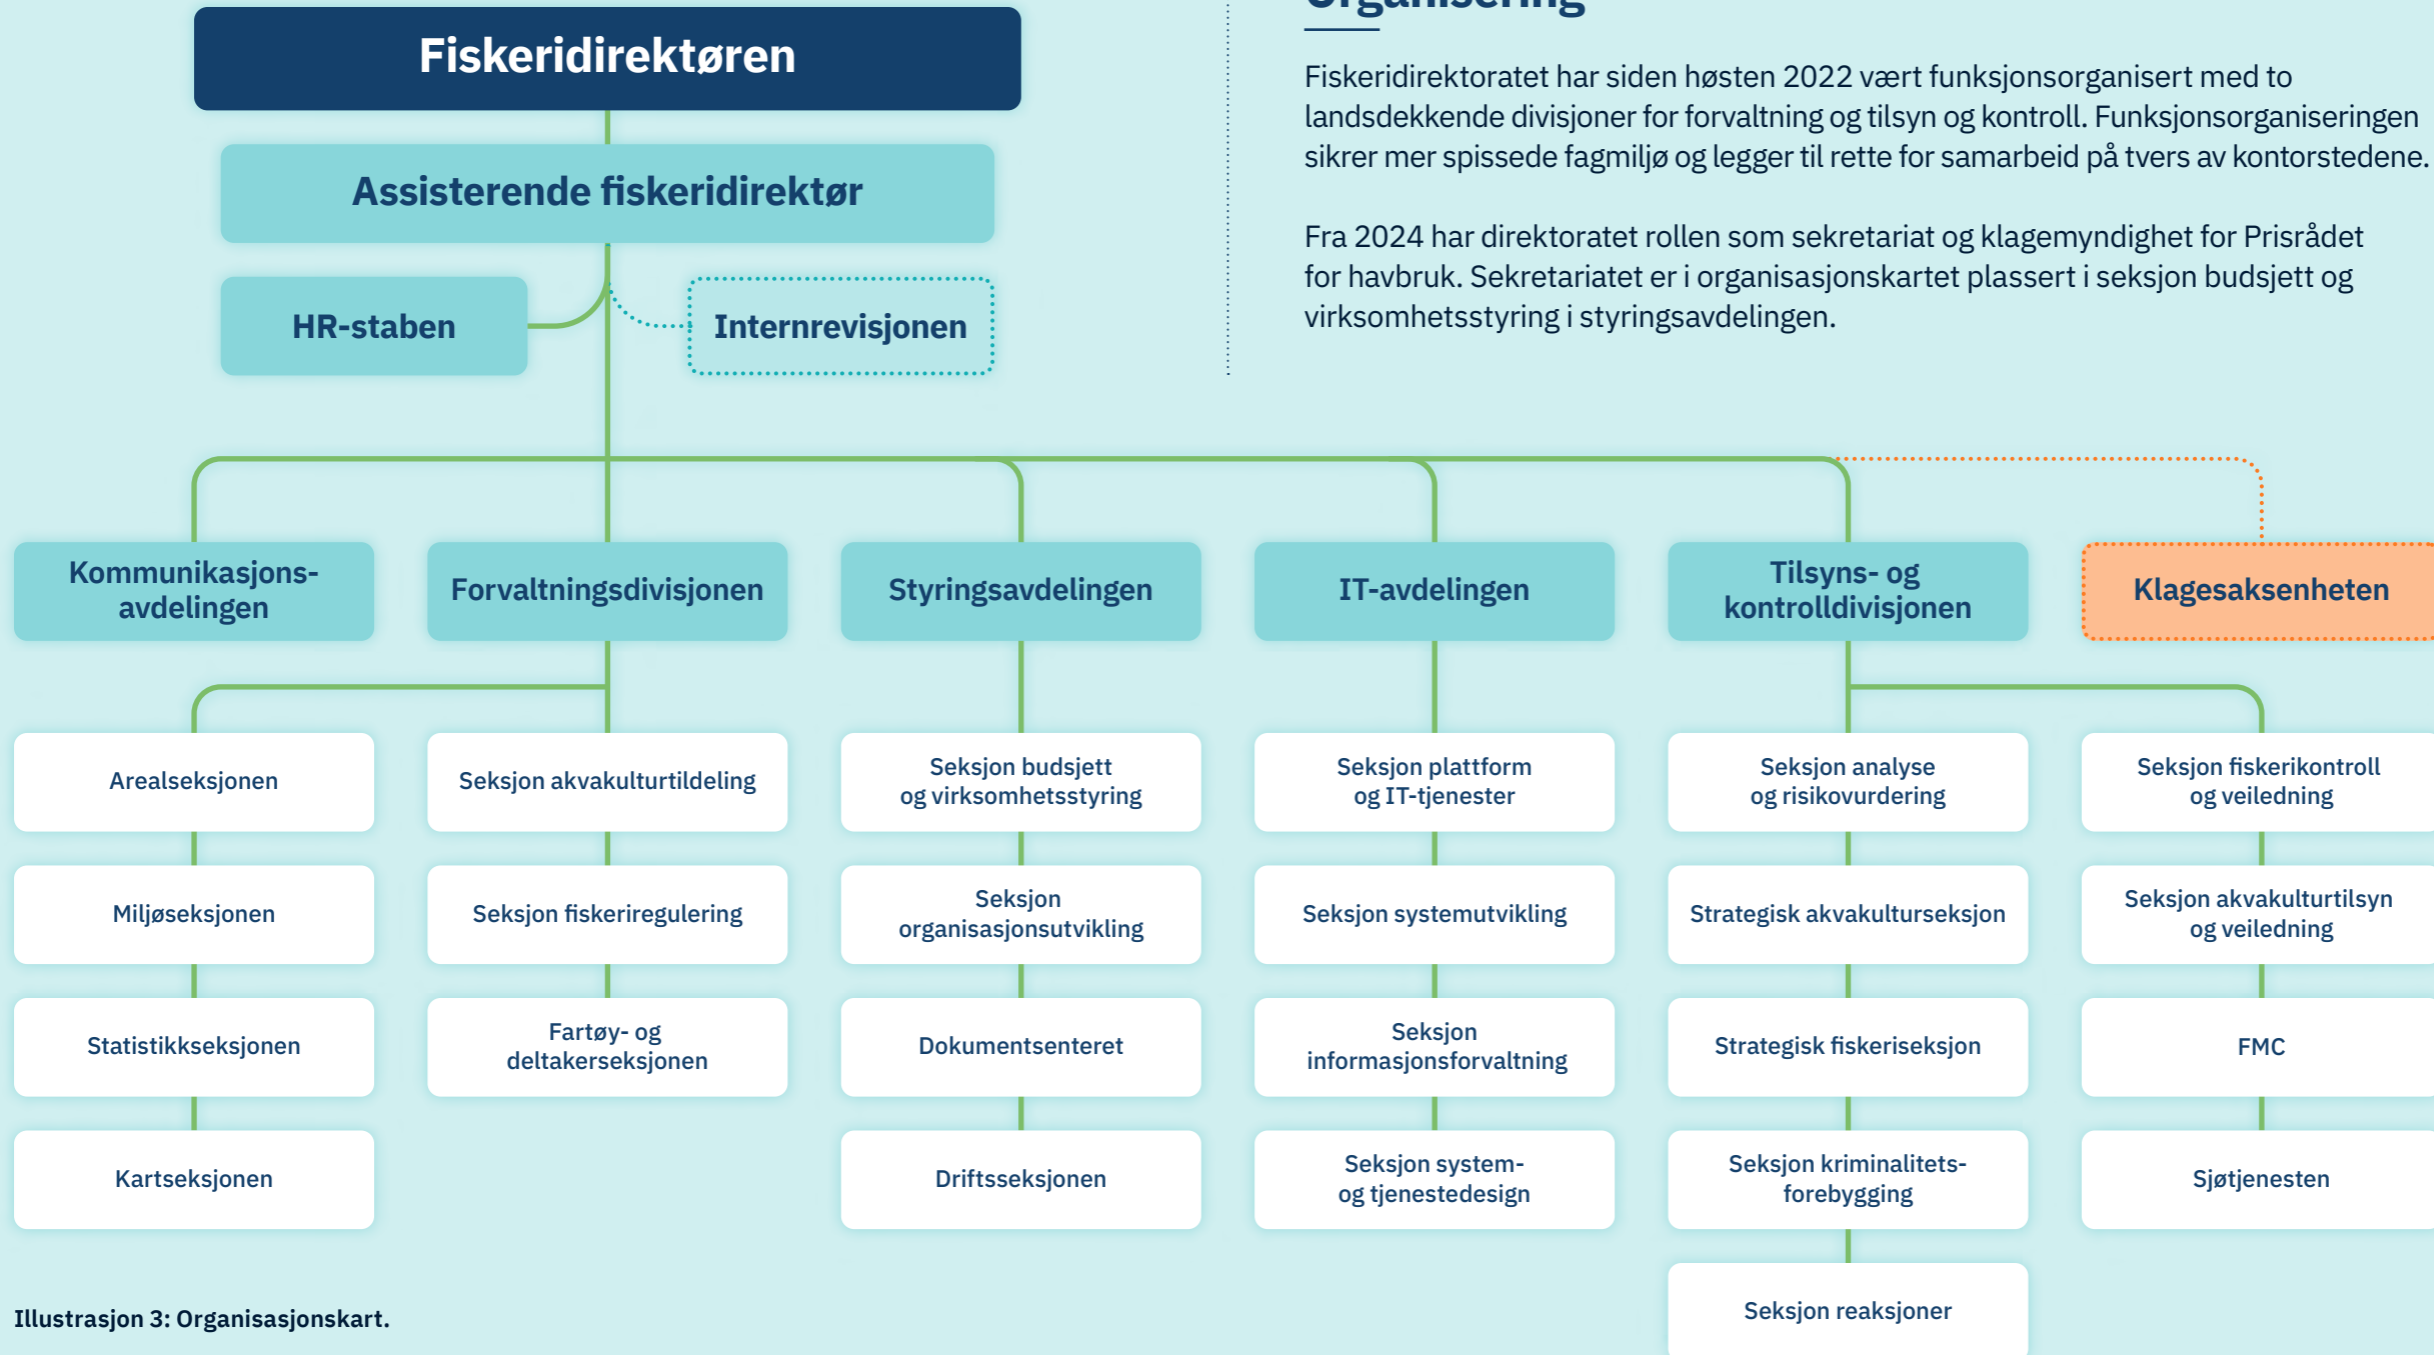 Organisering
Fiskeridirektoratet har siden høsten 2022 vært funksjonsorganisert med to
landsdekkende divisjoner for forvaltning og tilsyn og kontroll. Funksjonsorganiseringen
sikrer mer spissede fagmiljø og legger til rette for samarbeid på tvers av kontorstedene.
Fra 2024 har direktoratet rollen som sekretariat og klagemyndighet for Prisrådet
for havbruk. Sekretariatet er i organisasjonskartet plassert i seksjon budsjett og
virksomhetsstyring i styringsavdelingen.
Fiskeridirektøren
Assisterende fiskeridirektør
HR-staben
Internrevisjonen
Kommunikasjons-
avdelingen
Forvaltningsdivisjonen
Styringsavdelingen
IT-avdelingen
Tilsyns- og
kontrolldivisjonen
Klagesaksenheten
Arealseksjonen
Miljøseksjonen
Statistikkseksjonen
Kartseksjonen
Seksjon akvakulturtildeling
Seksjon fiskeriregulering
Fartøy- og
deltakerseksjonen
Seksjon budsjett
og virksomhetsstyring
Seksjon
organisasjonsutvikling
Dokumentsenteret
Driftsseksjonen
Seksjon plattform
og IT-tjenester
Seksjon systemutvikling
Seksjon
informasjonsforvaltning
Seksjon system-
og tjenestedesign
Seksjon analyse
og risikovurdering
Strategisk akvakulturseksjon
Strategisk fiskeriseksjon
Seksjon kriminalitets-
forebygging
Seksjon reaksjoner
Seksjon fiskerikontroll
og veiledning
Seksjon akvakulturtilsyn
og veiledning
FMC
Sjøtjenesten
Illustrasjon 3: Organisasjonskart.